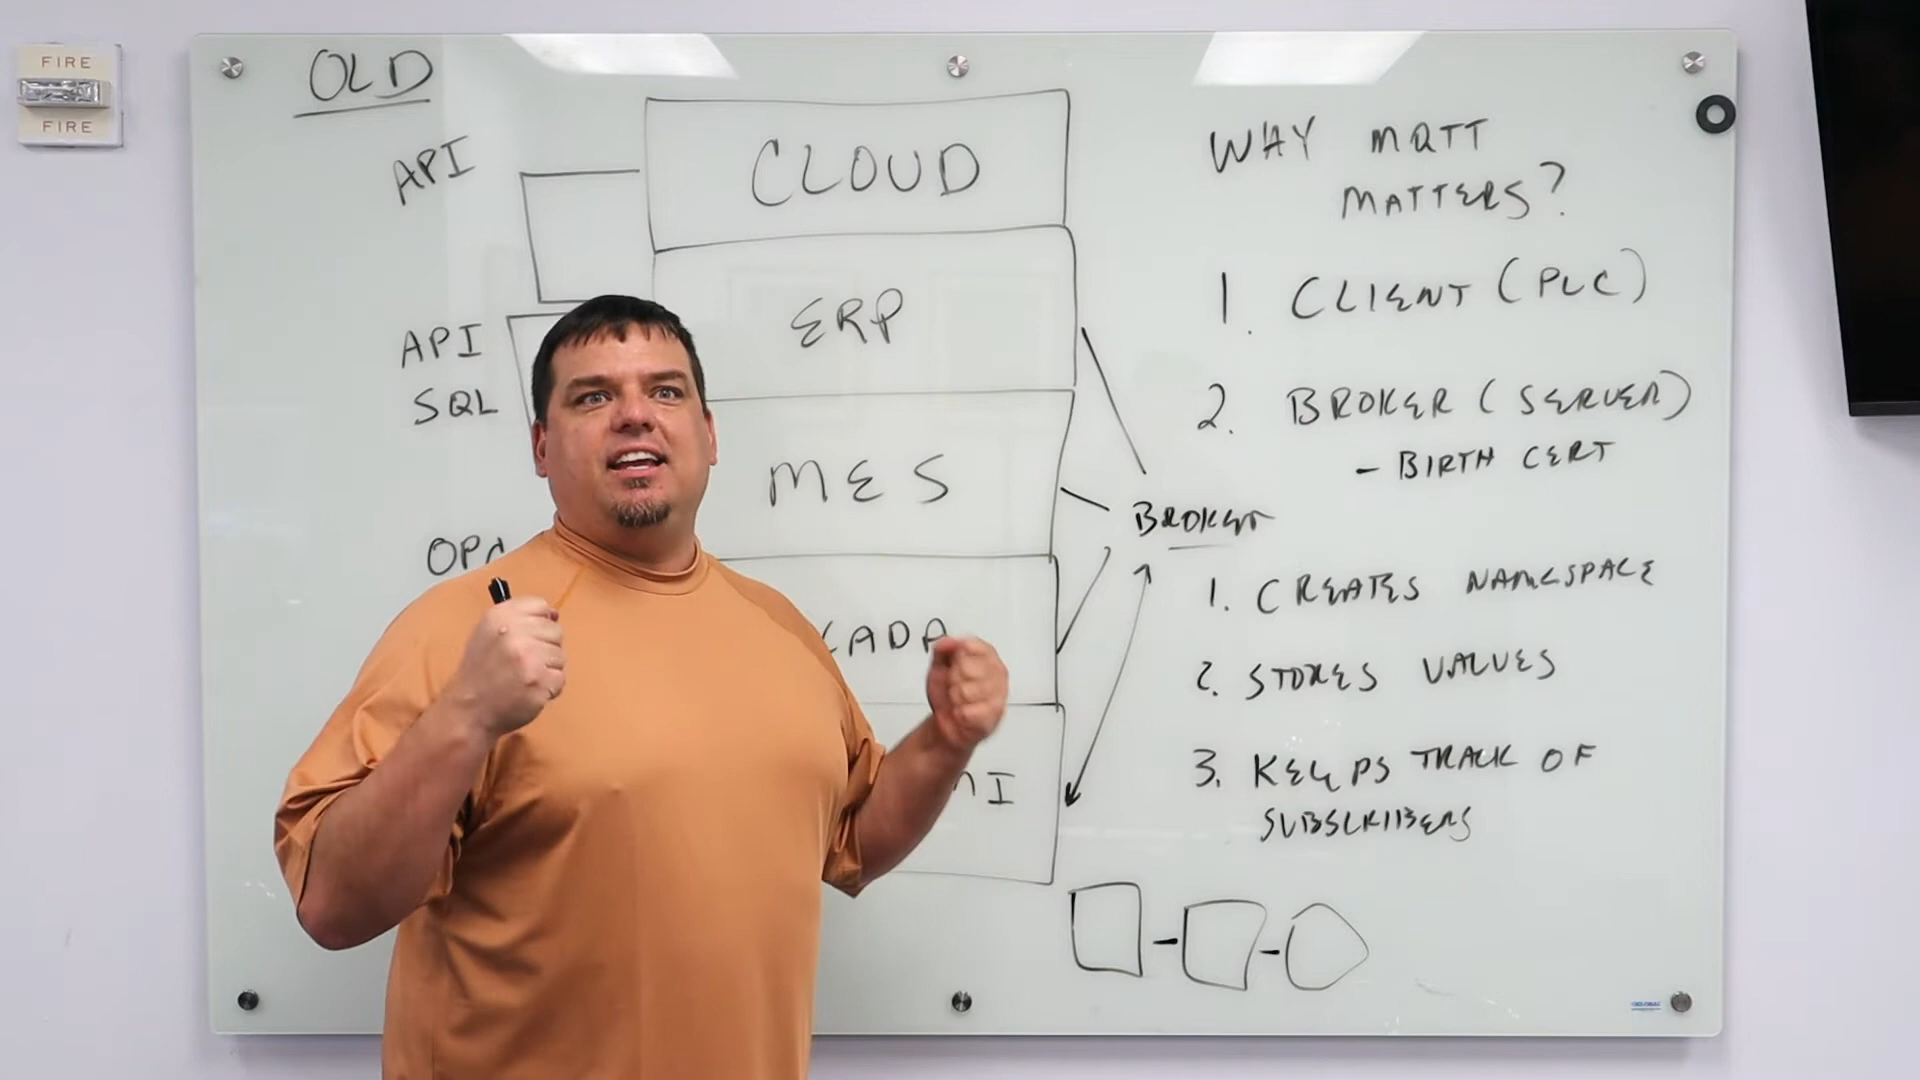 FIRE
FIRE
OLD
API
CLOUD
API
SQL
ERP
MES
BROKER
WHY MQTT
MATTERS?
1. CLIENT (PLC)
2. BROKER (SERVER)
- BIRTH CERT
1. CREATES NAMESPACE
2. STORES VALUES
3. KEEPS TRACK OF
SUBSCRIBERS
GLOBAL